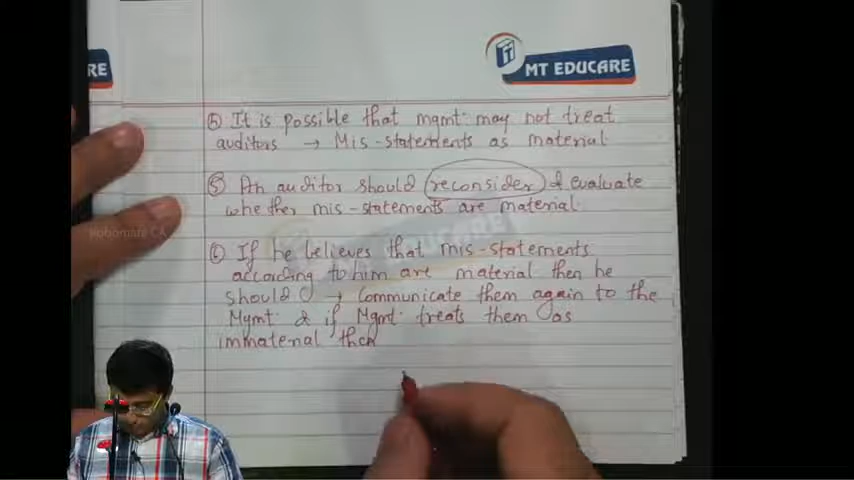 MT EDUCARE
RE
④ It is possible that mgmt. may not treat
auditors → Mis-statements as material
⑤ An auditor should reconsider & evaluate
whether mis-statements are material.
⑥ If he believes that mis-statements
according to him are material then he
should → Communicate them again to the
Mgmt. & if Mgmt. treats them as
immaterial then